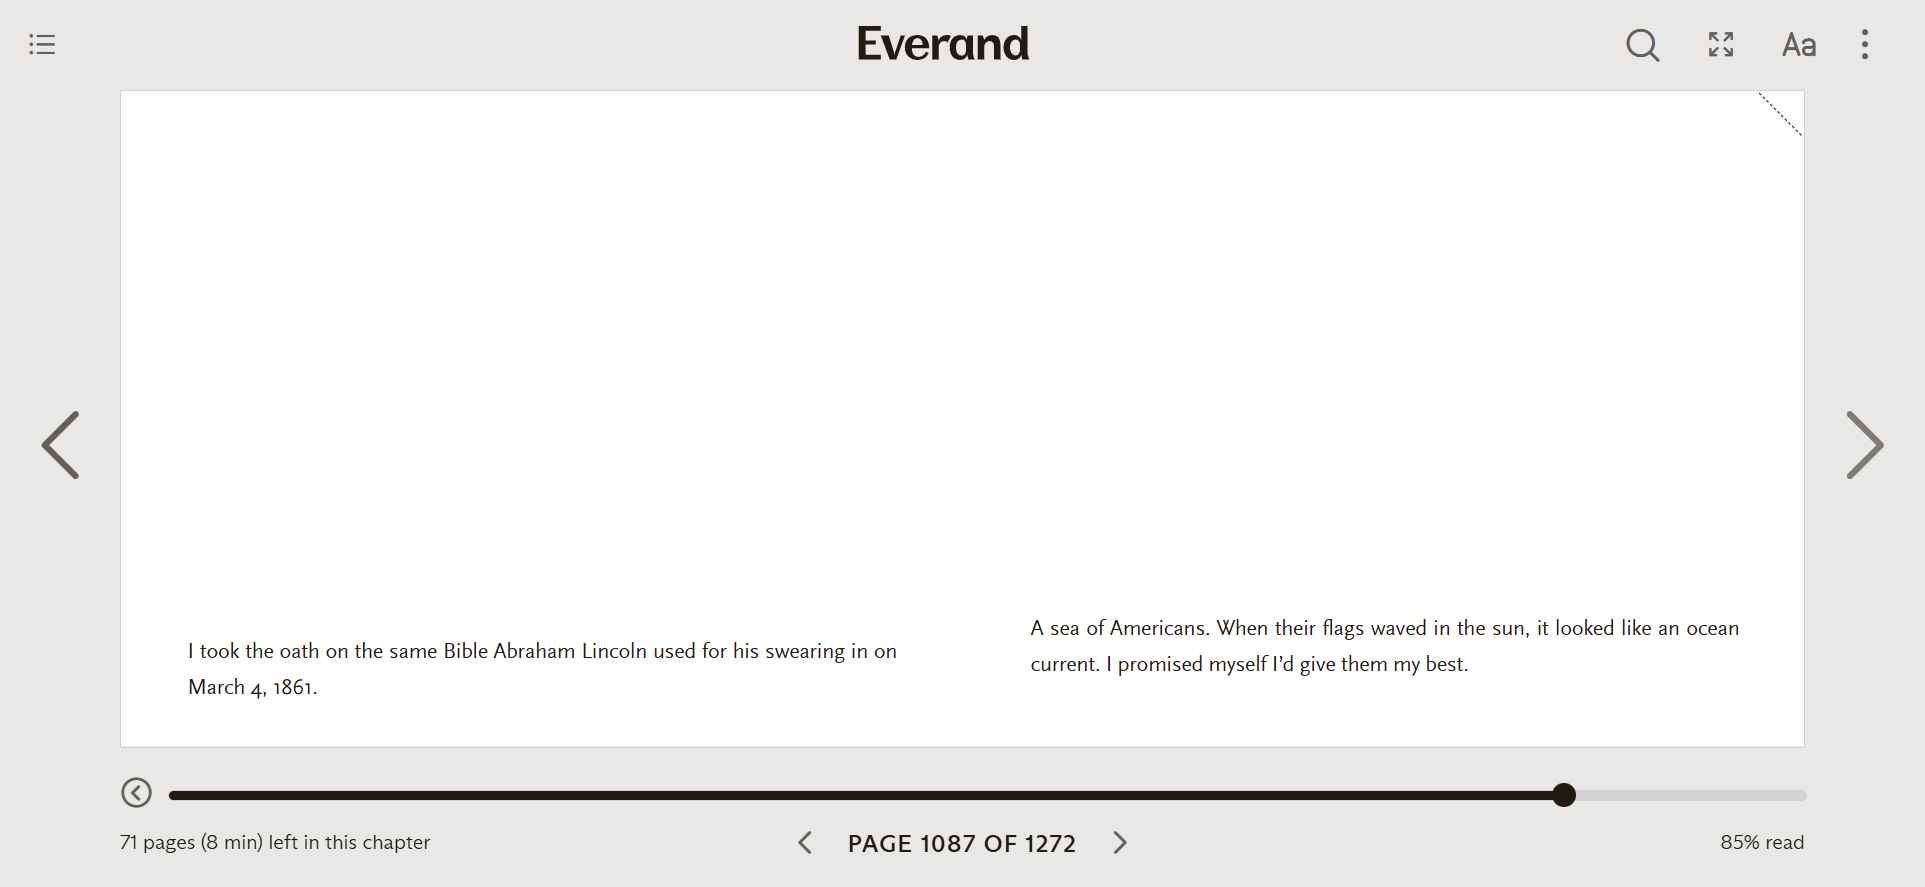 Everand
Aa
I took the oath on the same Bible Abraham Lincoln used for his swearing in on
March 4, 1861.
A sea of Americans. When their flags waved in the sun, it looked like an ocean
current. I promised myself I’d give them my best.
71 pages (8 min) left in this chapter
PAGE 1087 OF 1272
85% read